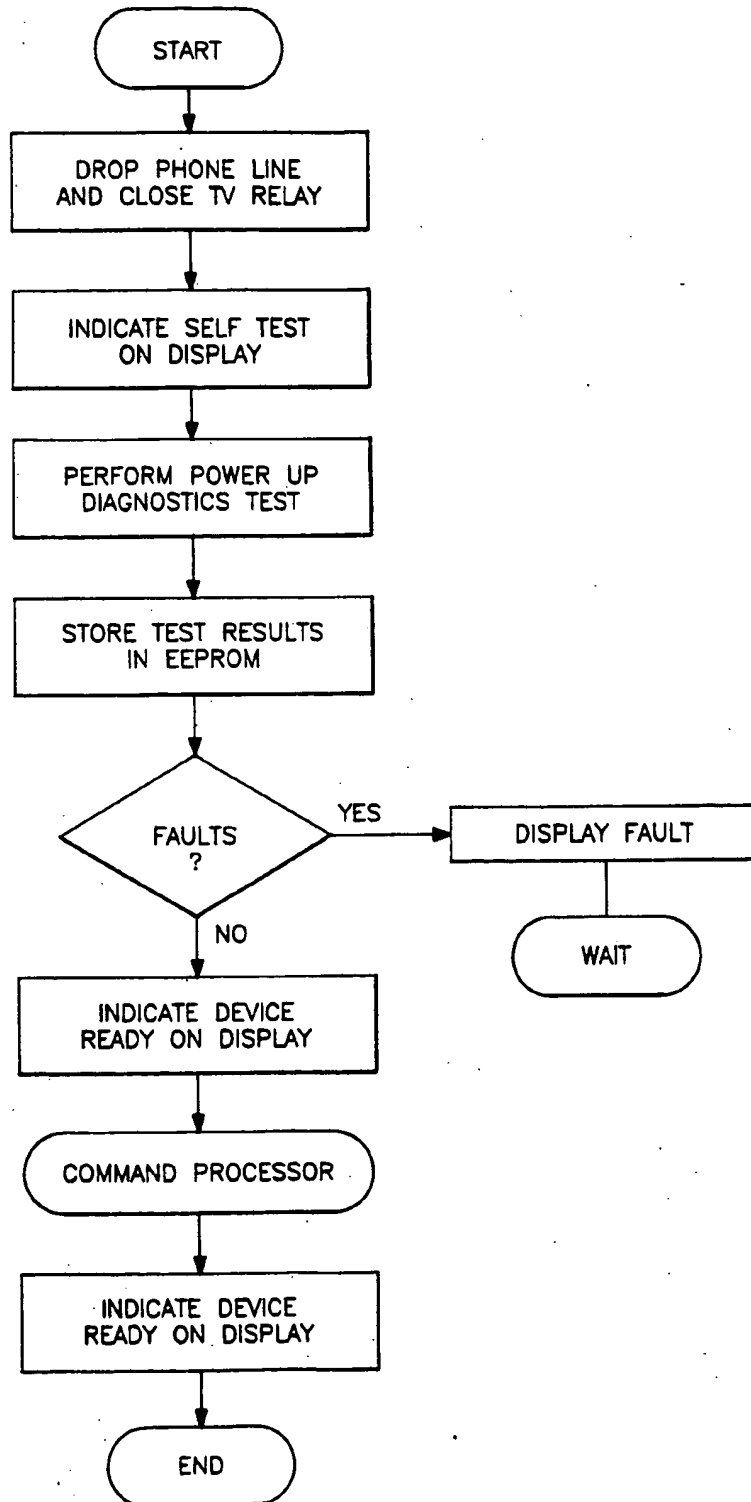 START
DROP PHONE LINE
AND CLOSE TV RELAY
INDICATE SELF TEST
ON DISPLAY
PERFORM POWER UP
DIAGNOSTICS TEST
STORE TEST RESULTS
IN EEPROM
FAULTS
?
YES
DISPLAY FAULT
WAIT
NO
INDICATE DEVICE
READY ON DISPLAY
COMMAND PROCESSOR
INDICATE DEVICE
READY ON DISPLAY
END